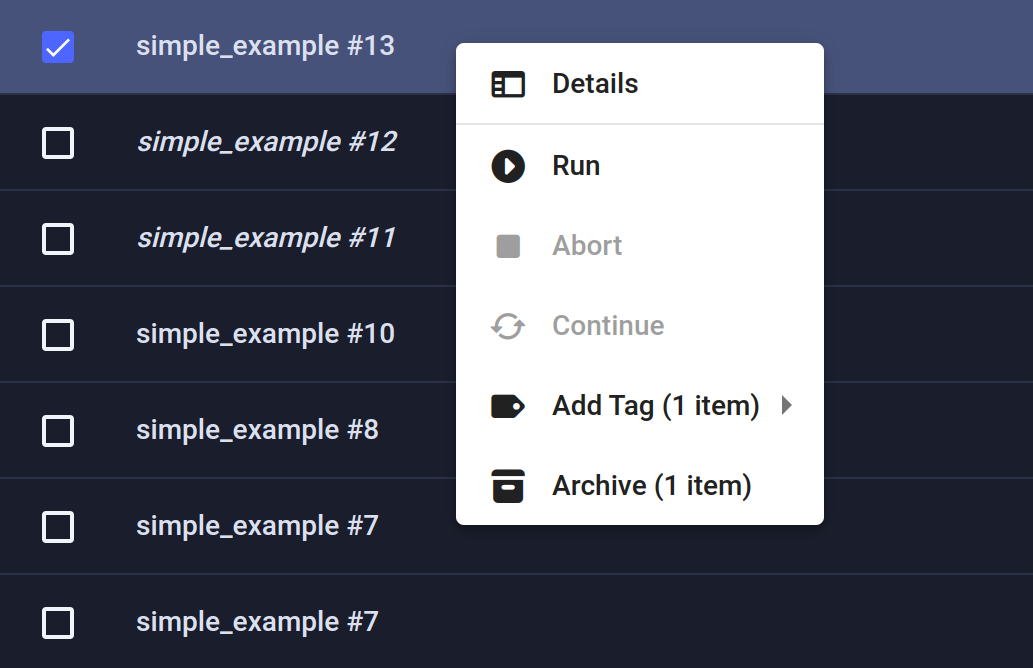 simple_example #13
simple_example #12
simple_example #11
simple_example #10
simple_example #8
simple_example #7
simple_example #7
Details
Run
Abort
Continue
Add Tag (1 item)
Archive (1 item)